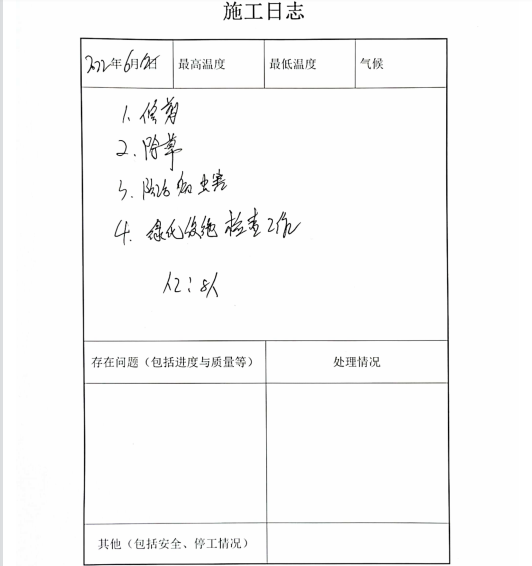 施工日志
2022年6月日
最高温度
最低温度
气候
1. 修剪
2. 除草
3. 防治病虫害
4. 绿化设施检查工作
人工：8人
存在问题（包括进度与质量等）
处理情况
其他（包括安全、停工情况）